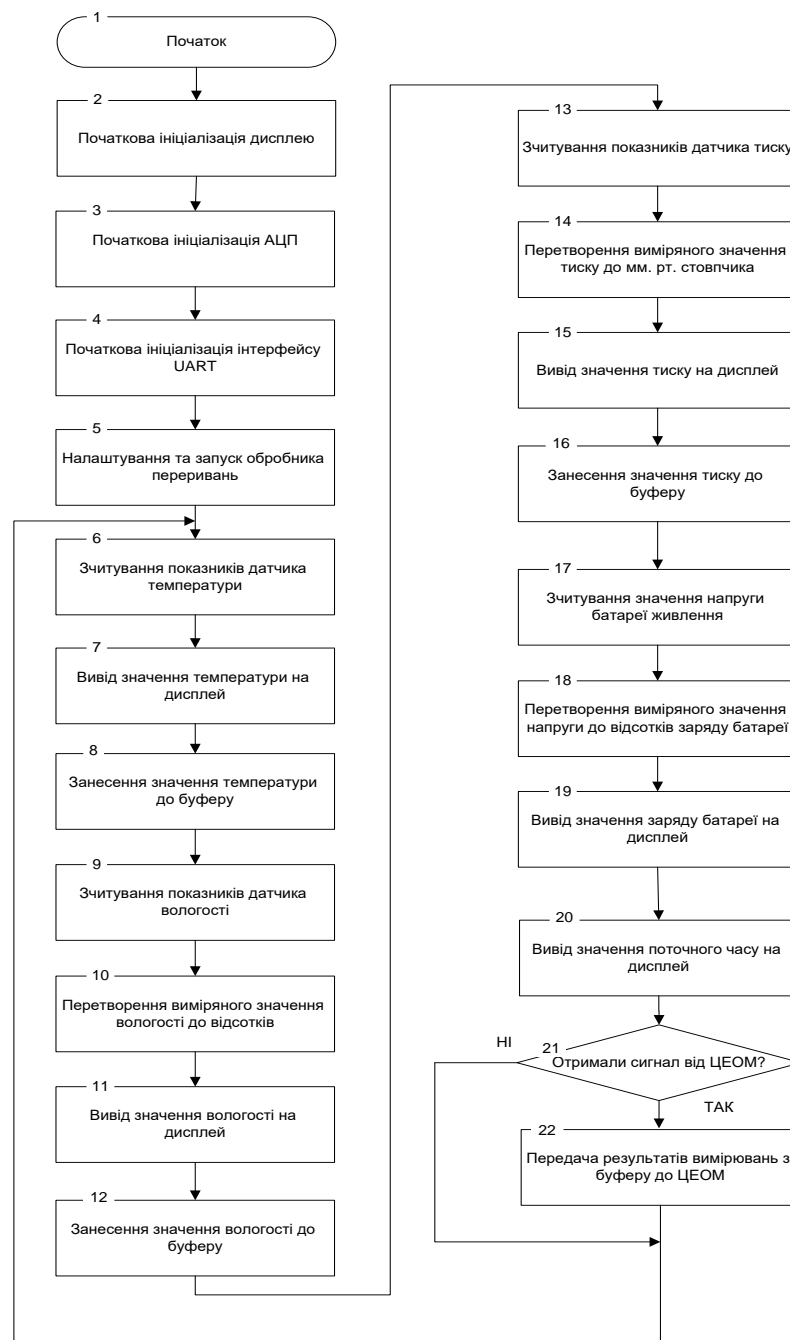 1
Початок
2
Початкова ініціалізація дисплею
3
Початкова ініціалізація АЦП
4
Початкова ініціалізація інтерфейсу
UART
5
Налаштування та запуск обробника
переривань
6
Зчитування показників датчика
температури
7
Вивід значення температури на
дисплей
8
Занесення значення температури
до буферу
9
Зчитування показників датчика
вологості
10
Перетворення виміряного значення
вологості до відсотків
11
Вивід значення вологості на
дисплей
12
Занесення значення вологості до
буферу
13
Зчитування показників датчика тиску
14
Перетворення виміряного значення
тиску до мм. рт. стовпчика
15
Вивід значення тиску на дисплей
16
Занесення значення тиску до
буферу
17
Зчитування значення напруги
батареї живлення
18
Перетворення виміряного значення
напруги до відсотків заряду батареї
19
Вивід значення заряду батареї на
дисплей
20
Вивід значення поточного часу на
дисплей
НІ
21
Отримали сигнал від ЦЕОМ?
ТАК
22
Передача результатів вимірювань з
буферу до ЦЕОМ